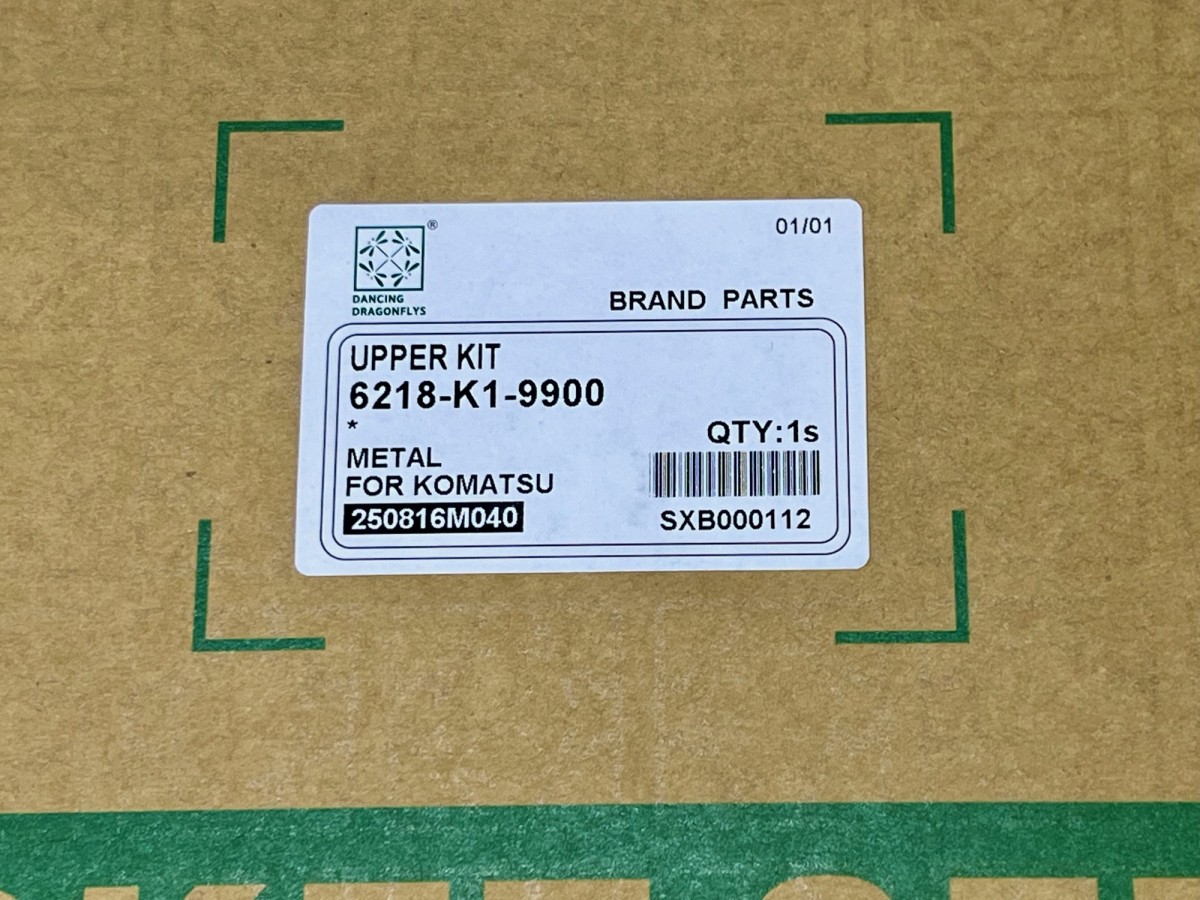 ®
01/01
DANCING
DRAGONFLYS
BRAND PARTS
UPPER KIT
6218-K1-9900
*
QTY:1s
METAL
FOR KOMATSU
250816M040
SXB000112